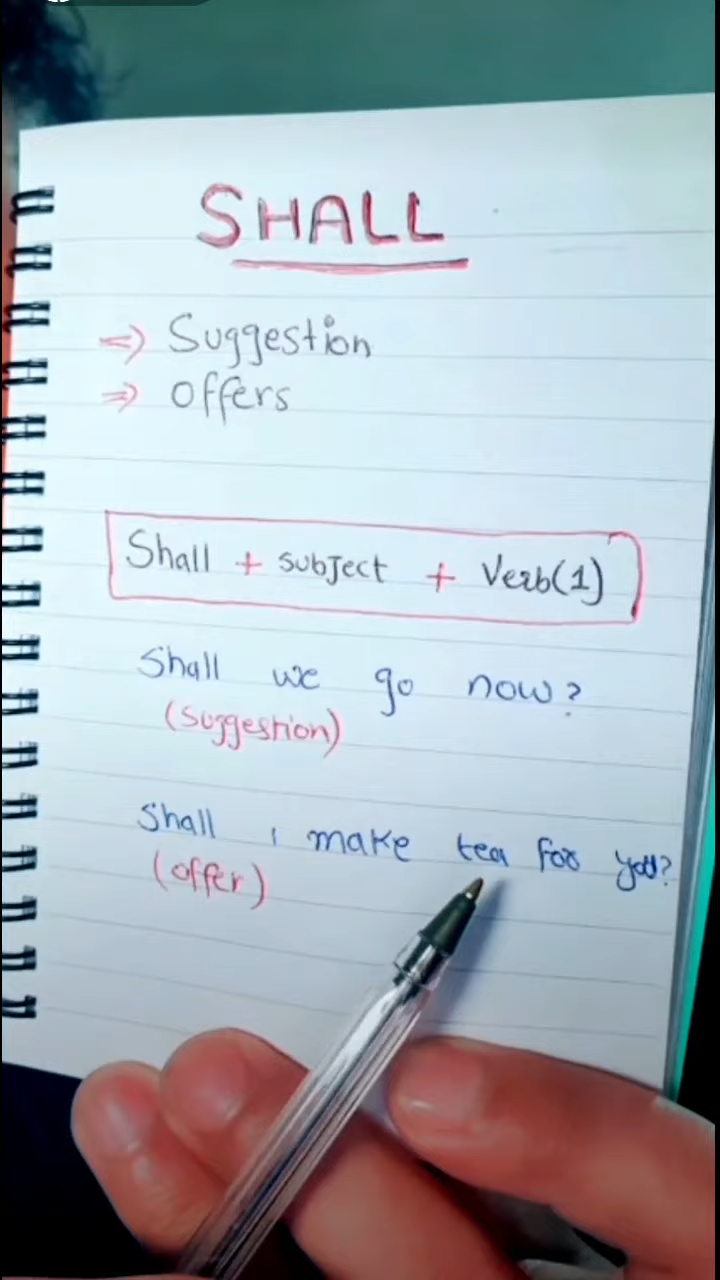 SHALL
⇒ Suggestion
⇒ Offers
Shall + subject + Verb(1)
Shall we go now?
(suggestion)
Shall i make tea for you?
(offer)